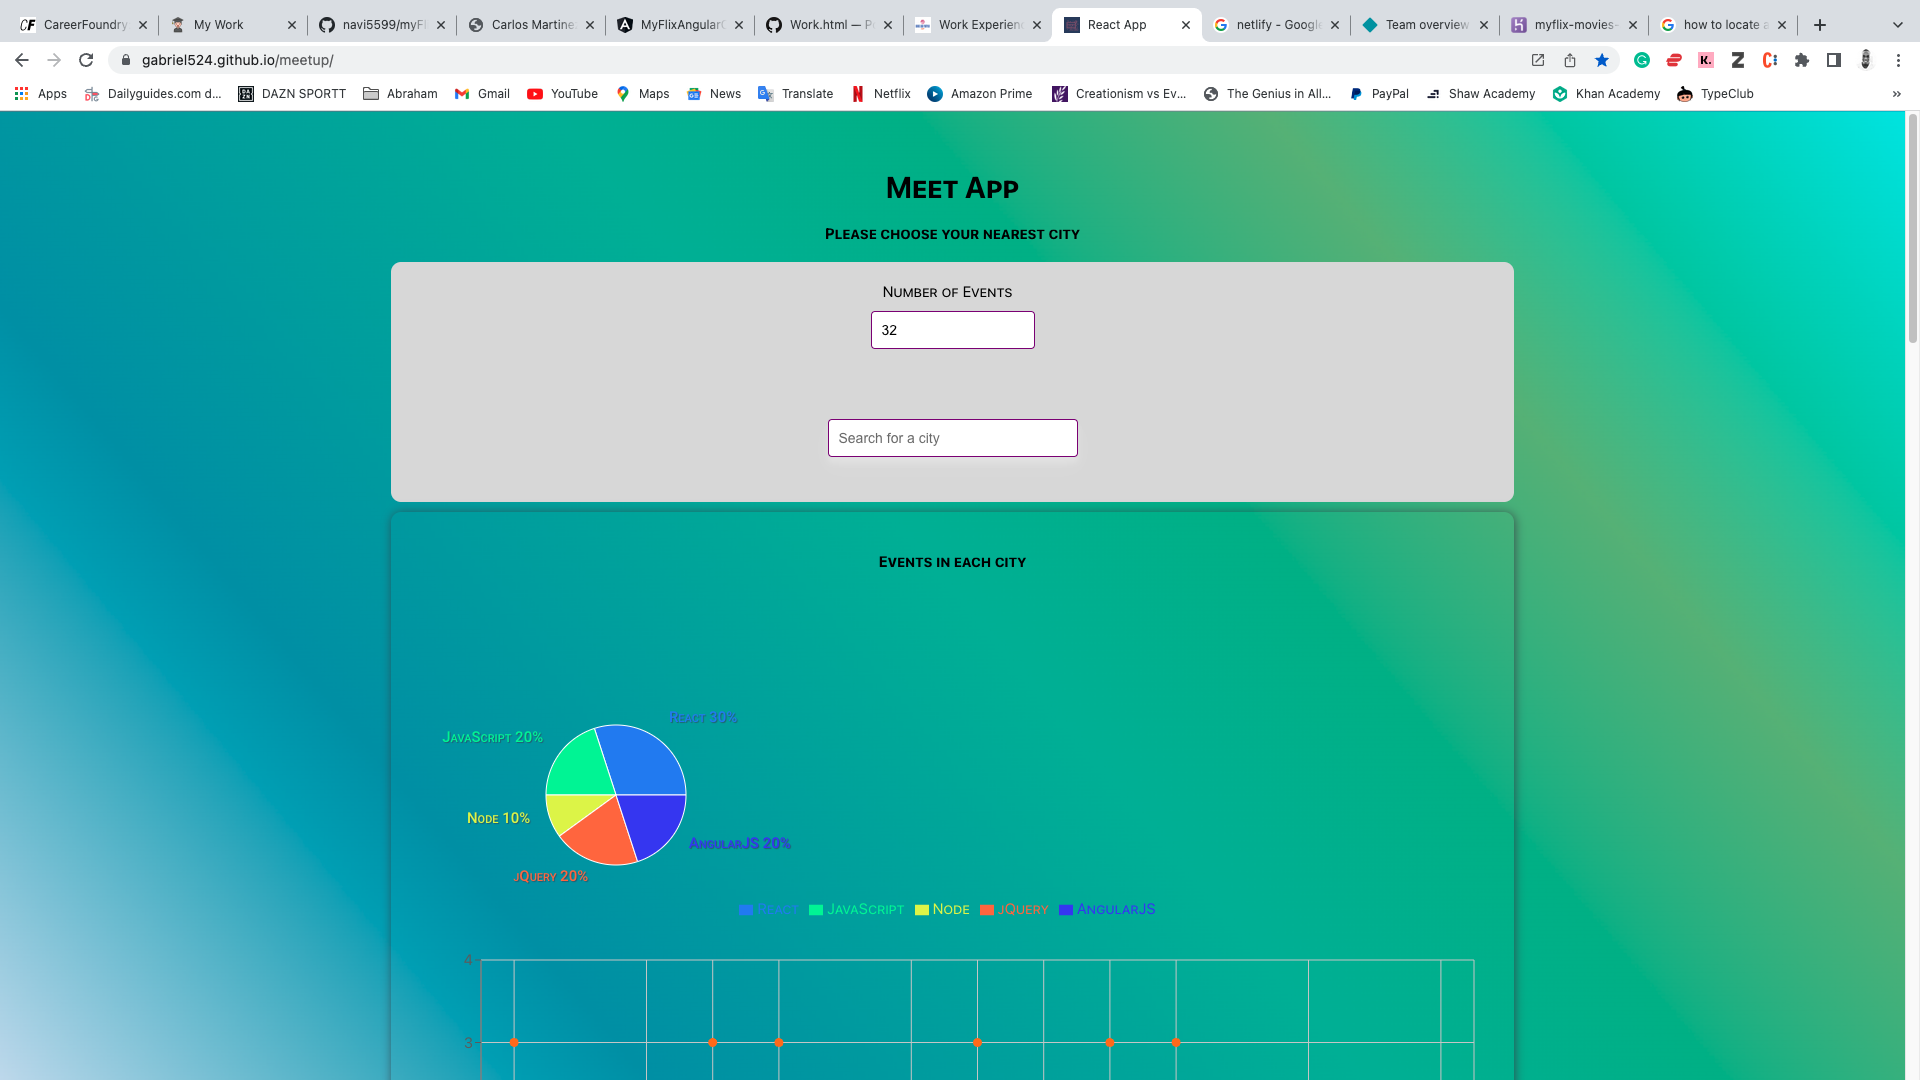 CareerFoundry
My Work
navi5599/myFl
Carlos Martine
MyFlixAngularC
Work.html — P
Work Experienc
React App
netlify - Google
Team overview
myflix-movies-
how to locate a
gabriel524.github.io/meetup/
Apps
Dailyguides.com d...
DAZN SPORTT
Abraham
Gmail
YouTube
Maps
News
Translate
Netflix
Amazon Prime
Creationism vs Ev...
The Genius in All...
PayPal
Shaw Academy
Khan Academy
TypeClub
»
Meet App
Please choose your nearest city
Number of Events
32
Search for a city
Events in each city
React 30%
JavaScript 20%
Node 10%
AngularJS 20%
jQuery 20%
React JavaScript Node jQuery AngularJS
4
3